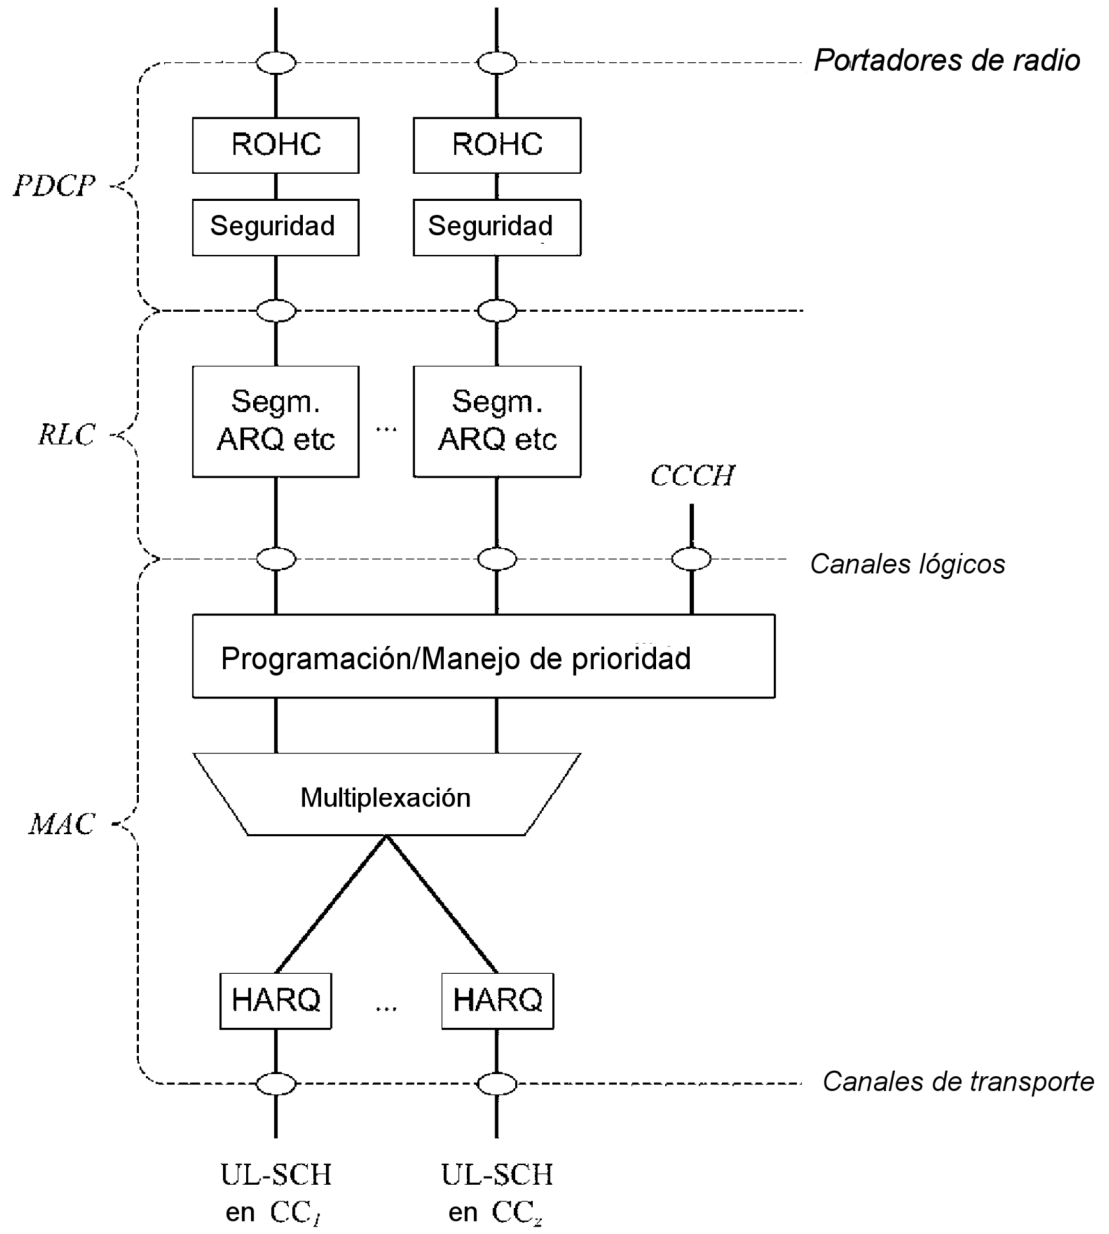 Portadores de radio
ROHC ROHC
PDCP
Seguridad Seguridad
Segm. Segm.
ARQ etc ... ARQ etc
RLC
CCCH
Canales lógicos
Programación/Manejo de prioridad
Multiplexación
MAC
HARQ ... HARQ
Canales de transporte
UL-SCH UL-SCH
en CC1 en CCz